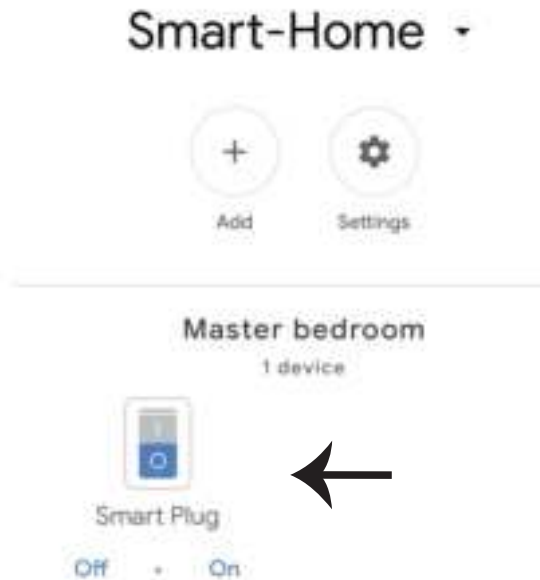 Smart-Home
Add Settings
Master bedroom
1 device
Smart Plug
Off • On